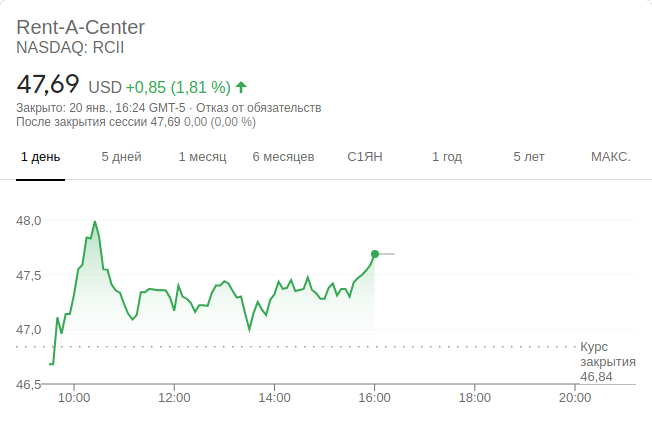 Rent-A-Center
NASDAQ: RCII
47,69 USD +0,85 (1,81 %)
Закрыто: 20 янв., 16:24 GMT-5 · Отказ от обязательств
После закрытия сессии 47,69 0,00 (0,00 %)
1 день 5 дней 1 месяц 6 месяцев С1ЯН 1 год 5 лет МАКС.
48,0
47,5
47,0
Курс
закрытия
46,84
46,5
10:00 12:00 14:00 16:00 18:00 20:00